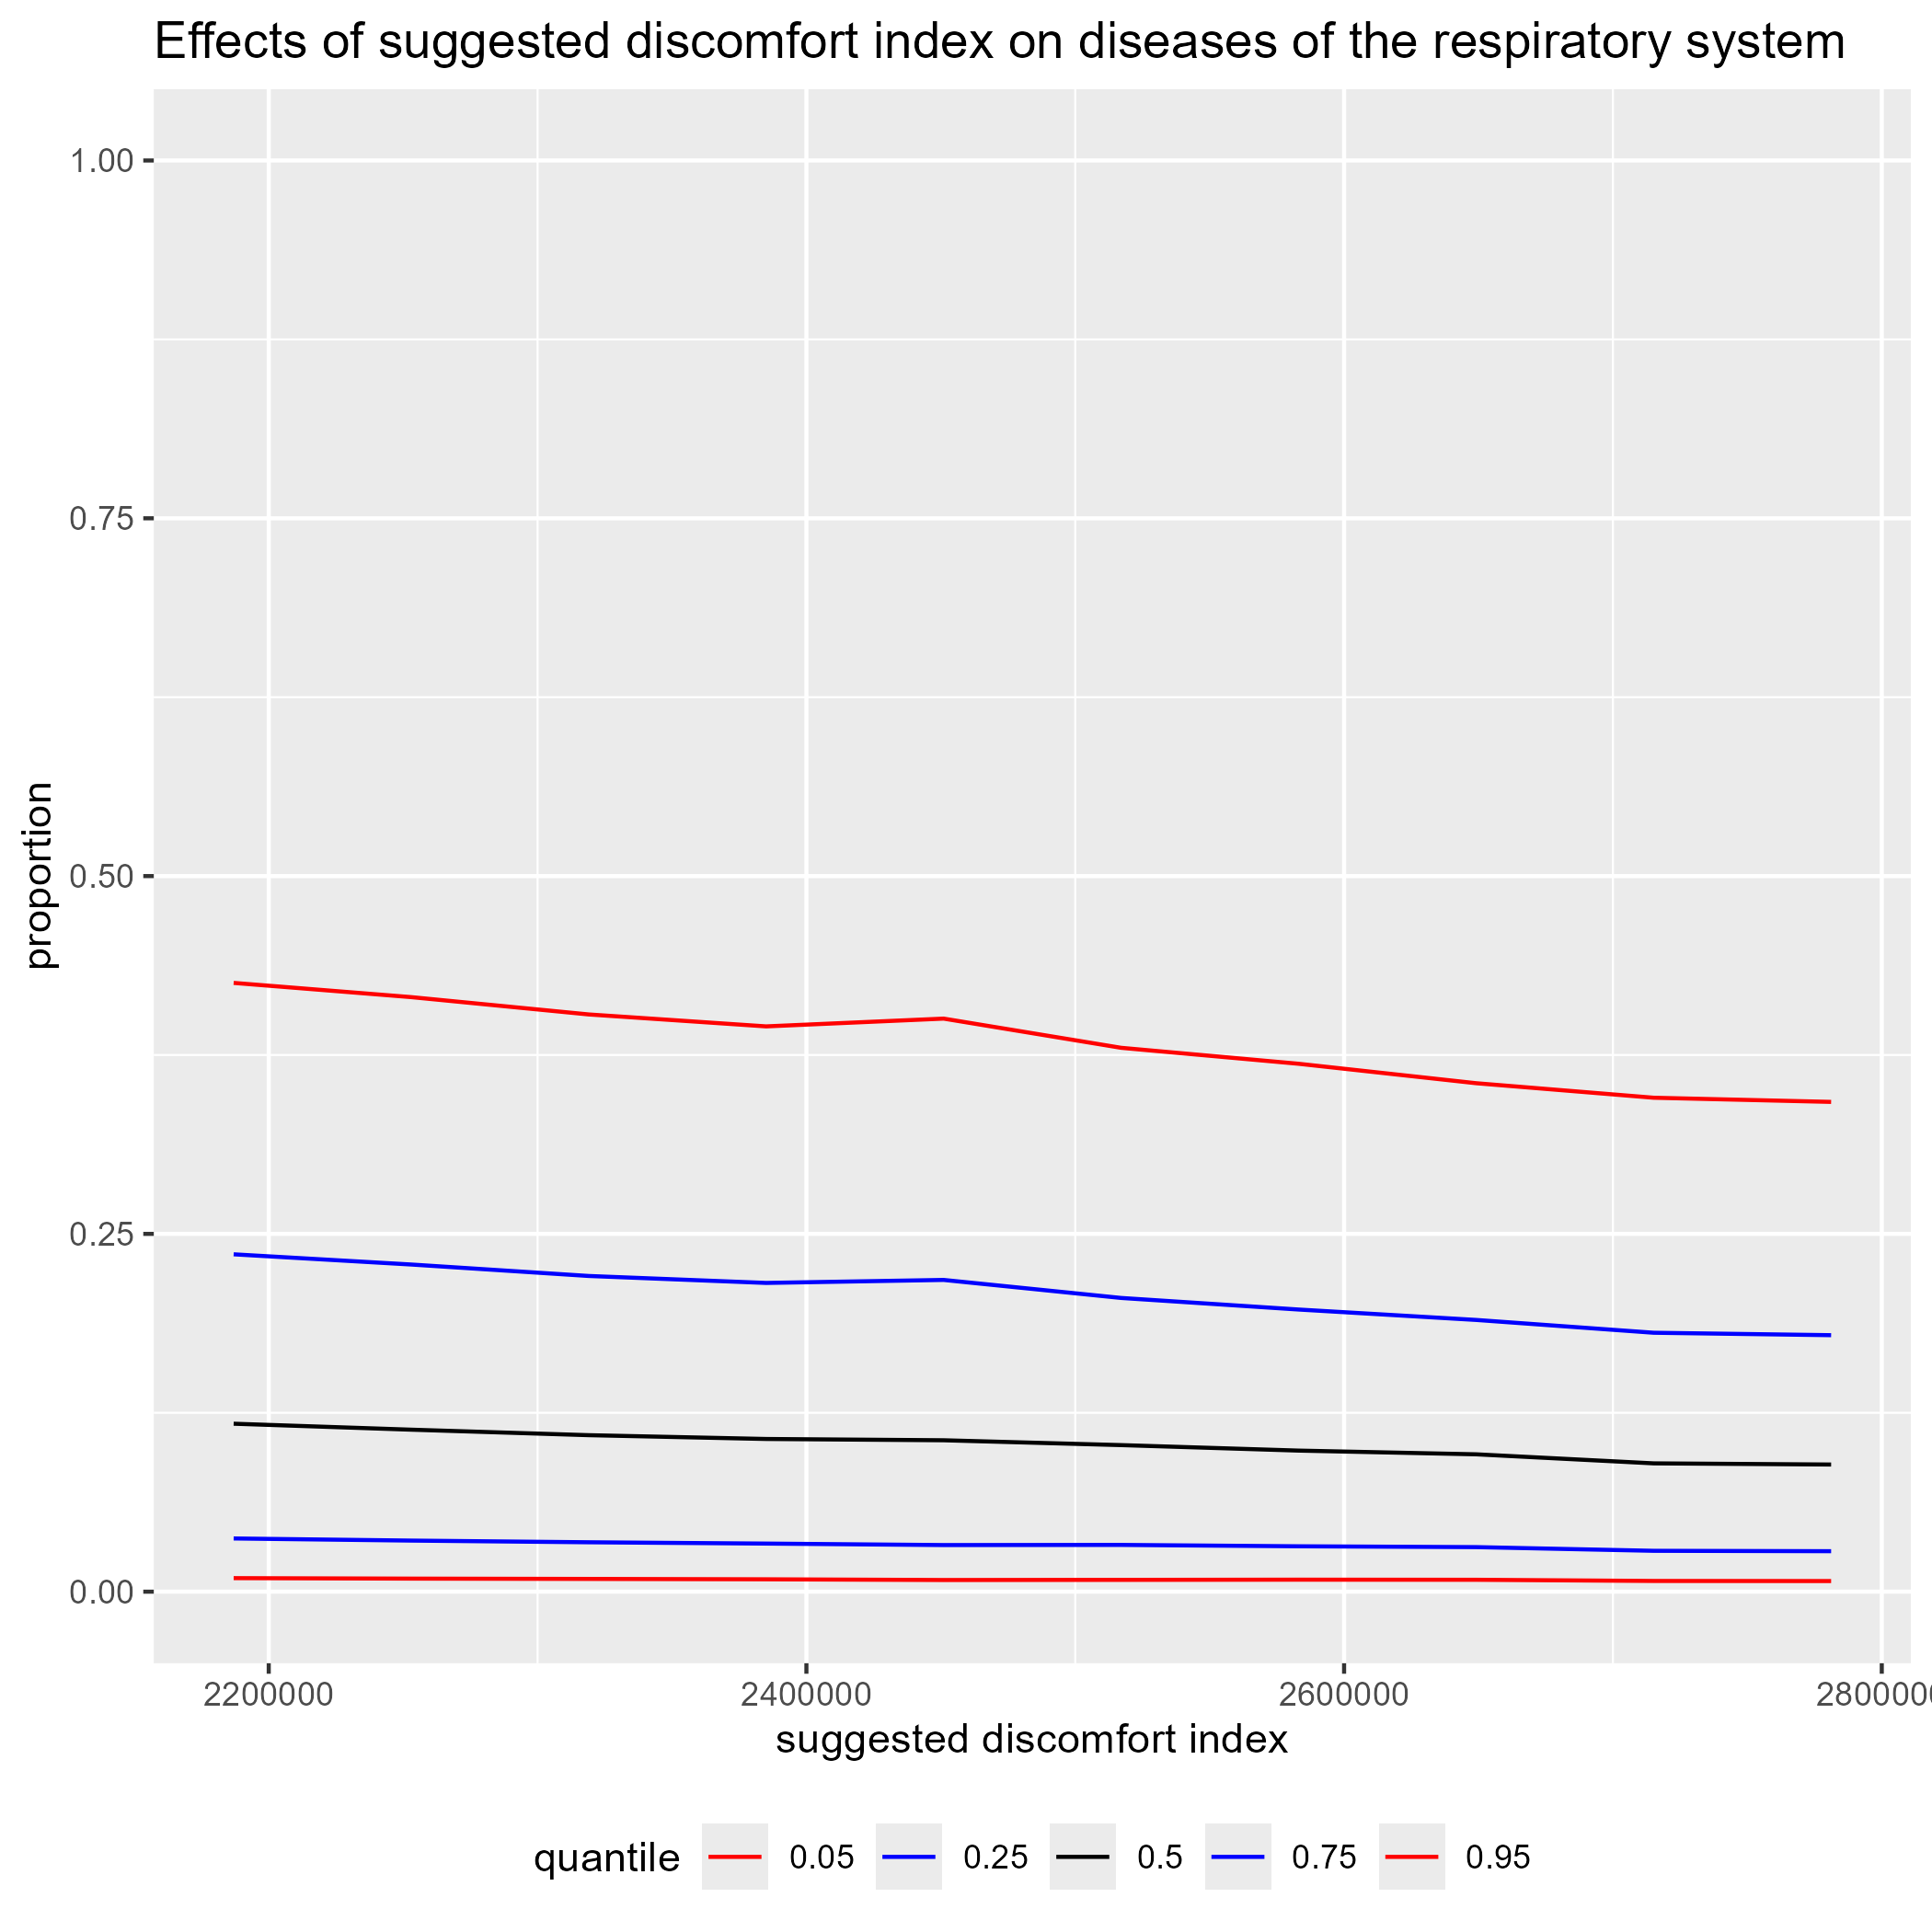 Effects of suggested discomfort index on diseases of the respiratory system
1.00
0.75
0.50
0.25
0.00
proportion
2200000 2400000 2600000 280000
suggested discomfort index
quantile 0.05 0.25 0.5 0.75 0.95